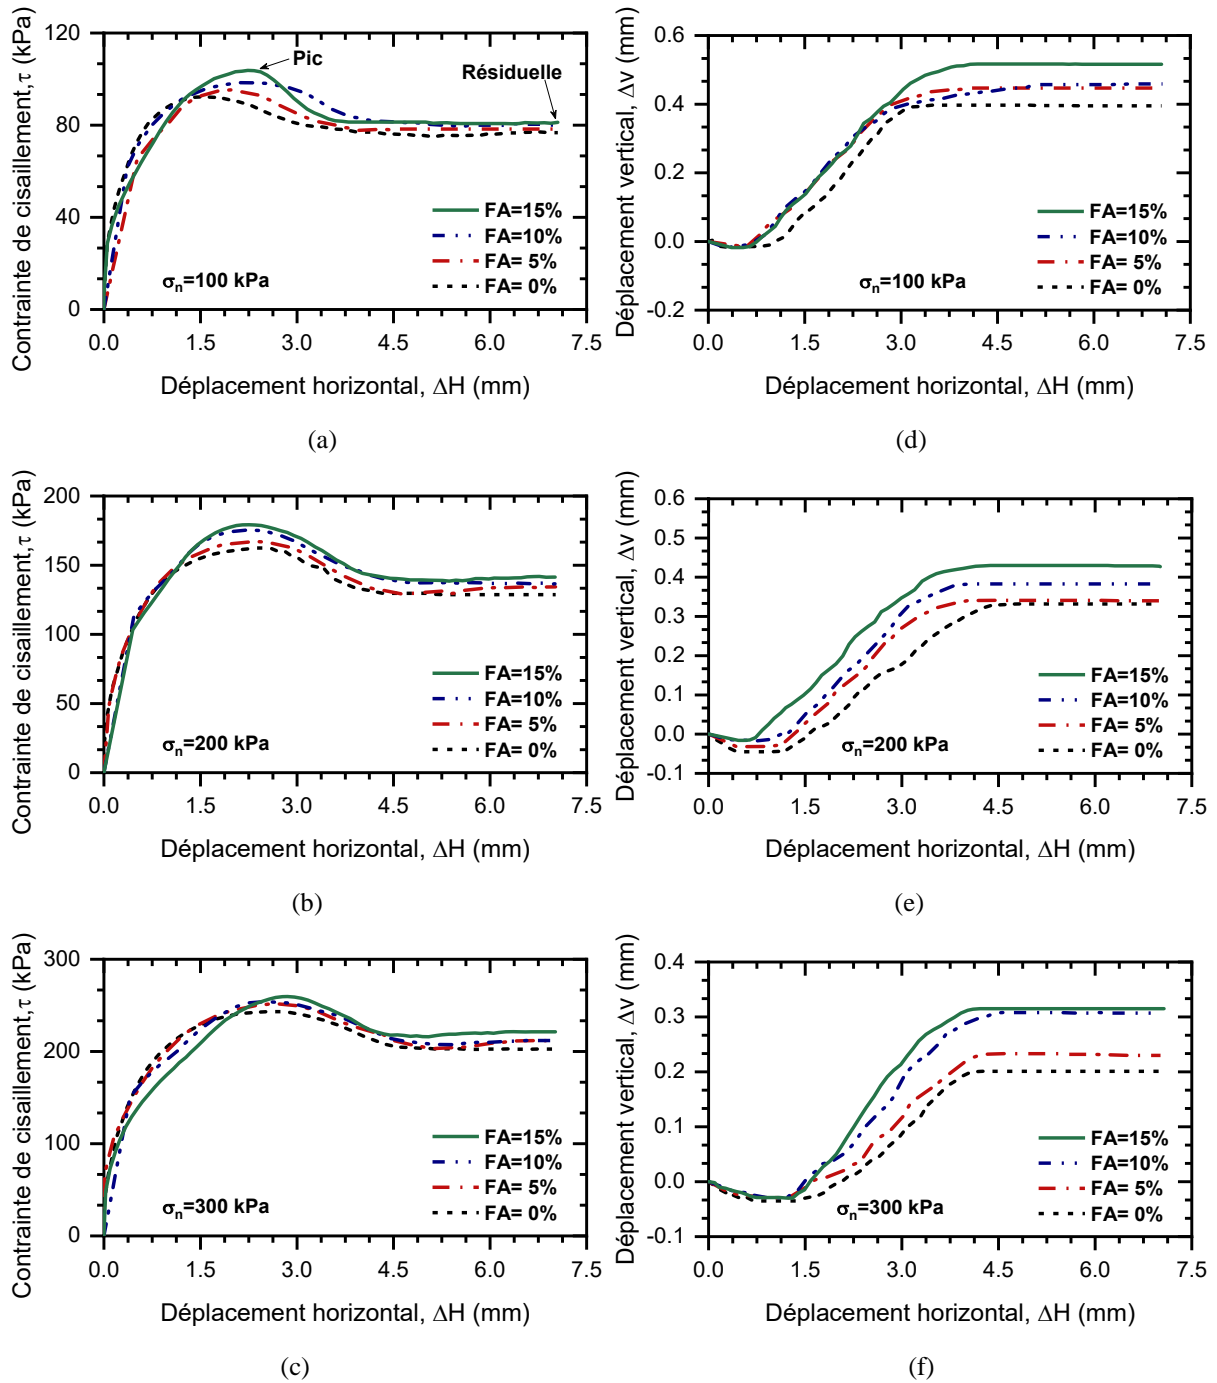 Contrainte de cisaillement,τ (kPa)
120
80
40
0
Pic
Résiduelle
FA=15%
FA=10%
FA= 5%
FA= 0%
σn=100 kPa
0.0 1.5 3.0 4.5 6.0 7.5
Déplacement horizontal, ΔH (mm)
(a)
Déplacement vertical, Δv (mm)
0.6
0.4
0.2
0.0
-0.2
FA=15%
FA=10%
FA= 5%
FA= 0%
σn=100 kPa
0.0 1.5 3.0 4.5 6.0 7.5
Déplacement horizontal, ΔH (mm)
(d)
Contrainte de cisaillement,τ (kPa)
200
150
100
50
0
FA=15%
FA=10%
FA= 5%
FA= 0%
σn=200 kPa
0.0 1.5 3.0 4.5 6.0 7.5
Déplacement horizontal, ΔH (mm)
(b)
Déplacement vertical, Δv (mm)
0.6
0.5
0.4
0.3
0.2
0.1
0.0
-0.1
FA=15%
FA=10%
FA= 5%
FA= 0%
σn=200 kPa
0.0 1.5 3.0 4.5 6.0 7.5
Déplacement horizontal, ΔH (mm)
(e)
Contrainte de cisaillement,τ (kPa)
300
200
100
0
FA=15%
FA=10%
FA= 5%
FA= 0%
σn=300 kPa
0.0 1.5 3.0 4.5 6.0 7.5
Déplacement horizontal, ΔH (mm)
(c)
Déplacement vertical, Δv (mm)
0.4
0.3
0.2
0.1
0.0
-0.1
FA=15%
FA=10%
FA= 5%
FA= 0%
σn=300 kPa
0.0 1.5 3.0 4.5 6.0 7.5
Déplacement horizontal, ΔH (mm)
(f)